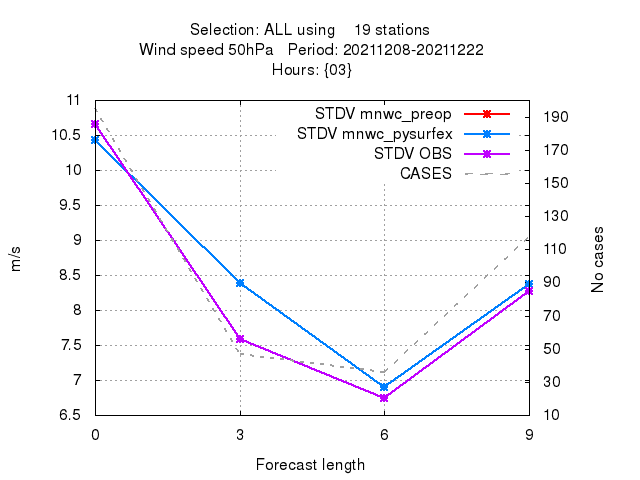 Selection: ALL using 19 stations
Wind speed 50hPa Period: 20211208-20211222
Hours: {03}
STDV mnwc_preop
STDV mnwc_pysurfex
STDV OBS
CASES
11
10.5
10
9.5
9
8.5
8
7.5
7
6.5
m/s
190
170
150
130
110
90
70
50
30
10
No cases
0 3 6 9
Forecast length